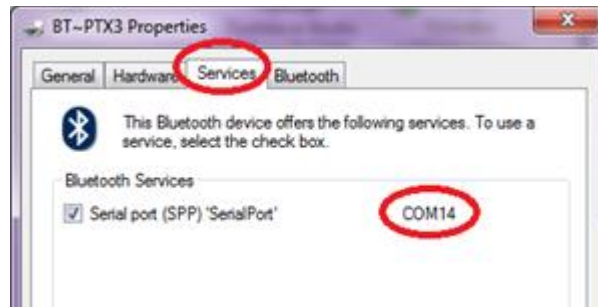 BT~PTX3 Properties
General Hardware Services Bluetooth
This Bluetooth device offers the following services. To use a
service, select the check box.
Bluetooth Services
Serial port (SPP) 'SerialPort' COM14